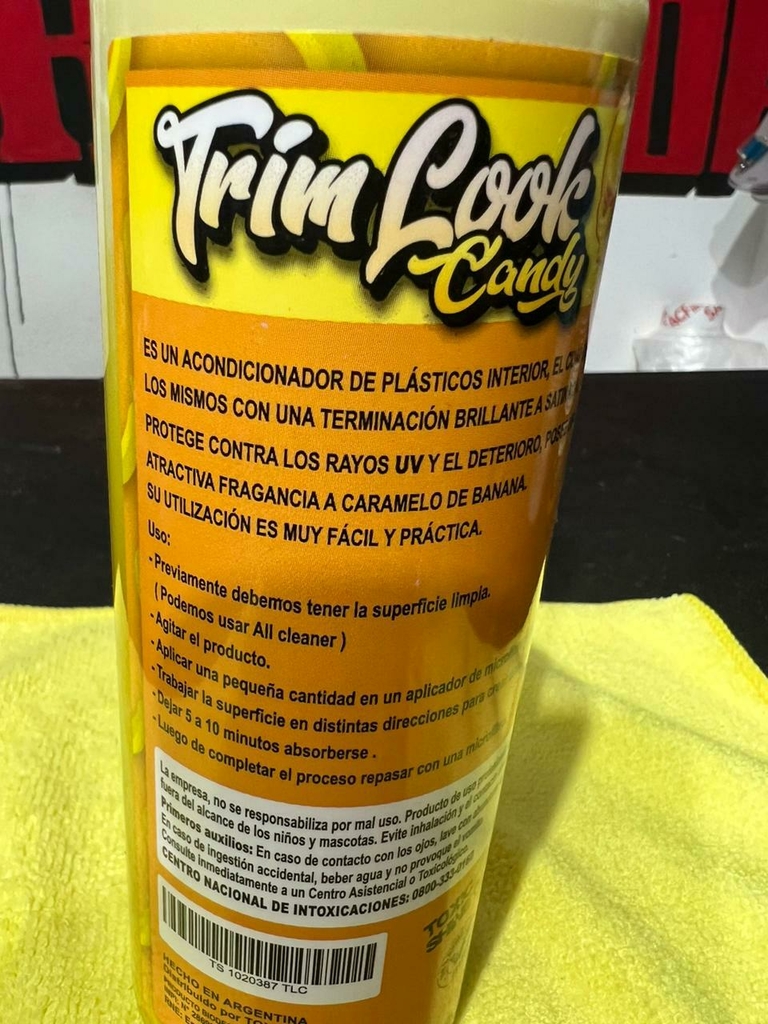 Trim Look
Candy
ES UN ACONDICIONADOR DE PLÁSTICOS INTERIOR, EL
LOS MISMOS CON UNA TERMINACIÓN BRILLANTE A
PROTEGE CONTRA LOS RAYOS UV Y EL DETERIORO,
ATRACTIVA FRAGANCIA A CARAMELO DE BANANA.
SU UTILIZACIÓN ES MUY FÁCIL Y PRÁCTICA.
Uso:
- Previamente debemos tener la superficie limpia.
( Podemos usar All cleaner )
- Agitar el producto.
- Aplicar una pequeña cantidad en un aplicador de
- Trabajar la superficie en distintas direcciones para
- Dejar 5 a 10 minutos absorberse .
- Luego de completar el proceso repasar con una
La empresa, no se responsabiliza por mal uso. Producto de uso
fuera del alcance de los niños y mascotas. Evite inhalación y el
Primeros auxilios: En caso de contacto con los ojos, lave con
En caso de ingestión accidental, beber agua y no provoque el
Consulte inmediatamente a un Centro Asistencial o Toxicológico.
CENTRO NACIONAL DE INTOXICACIONES: 0800-333-0160
TS 1020387 TLC
TOXIC
HECHO EN ARGENTINA
Distribuido por